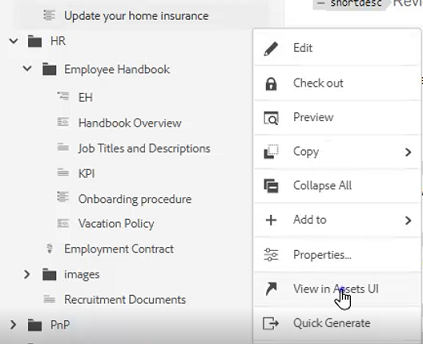 Update your home insurance
shortdesc Revi
HR
Employee Handbook
EH
Handbook Overview
Job Titles and Descriptions
KPI
Onboarding procedure
Vacation Policy
Employment Contract
images
Recruitment Documents
PnP
Edit
Check out
Preview
Copy
Collapse All
Add to
Properties...
View in Assets UI
Quick Generate